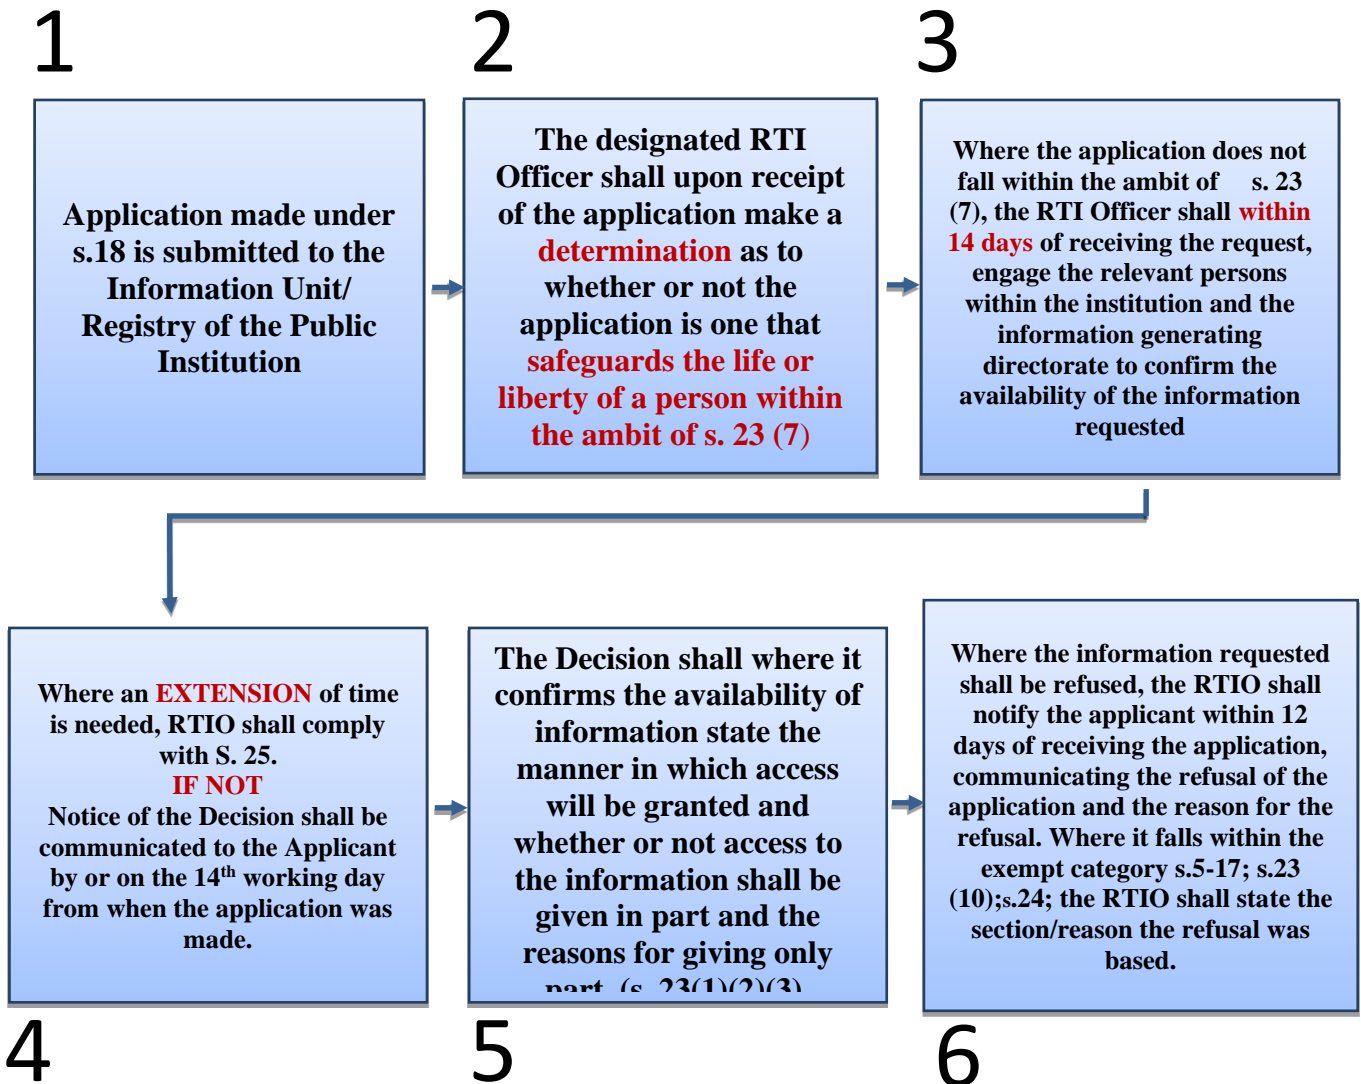 1
Application made under
s.18 is submitted to the
Information Unit/
Registry of the Public
Institution
2
The designated RTI
Officer shall upon receipt
of the application make a
determination as to
whether or not the
application is one that
safeguards the life or
liberty of a person within
the ambit of s. 23 (7)
3
Where the application does not
fall within the ambit of s. 23
(7), the RTI Officer shall within
14 days of receiving the request,
engage the relevant persons
within the institution and the
information generating
directorate to confirm the
availability of the information
requested
Where an EXTENSION of time
is needed, RTIO shall comply
with S. 25.
IF NOT
Notice of the Decision shall be
communicated to the Applicant
by or on the 14th working day
from when the application was
made.
4
The Decision shall where it
confirms the availability of
information state the
manner in which access
will be granted and
whether or not access to
the information shall be
given in part and the
reasons for giving only
part (s. 23(1)(2)(3)
5
Where the information requested
shall be refused, the RTIO shall
notify the applicant within 12
days of receiving the application,
communicating the refusal of the
application and the reason for the
refusal. Where it falls within the
exempt category s.5-17; s.23
(10);s.24; the RTIO shall state the
section/reason the refusal was
based.
6